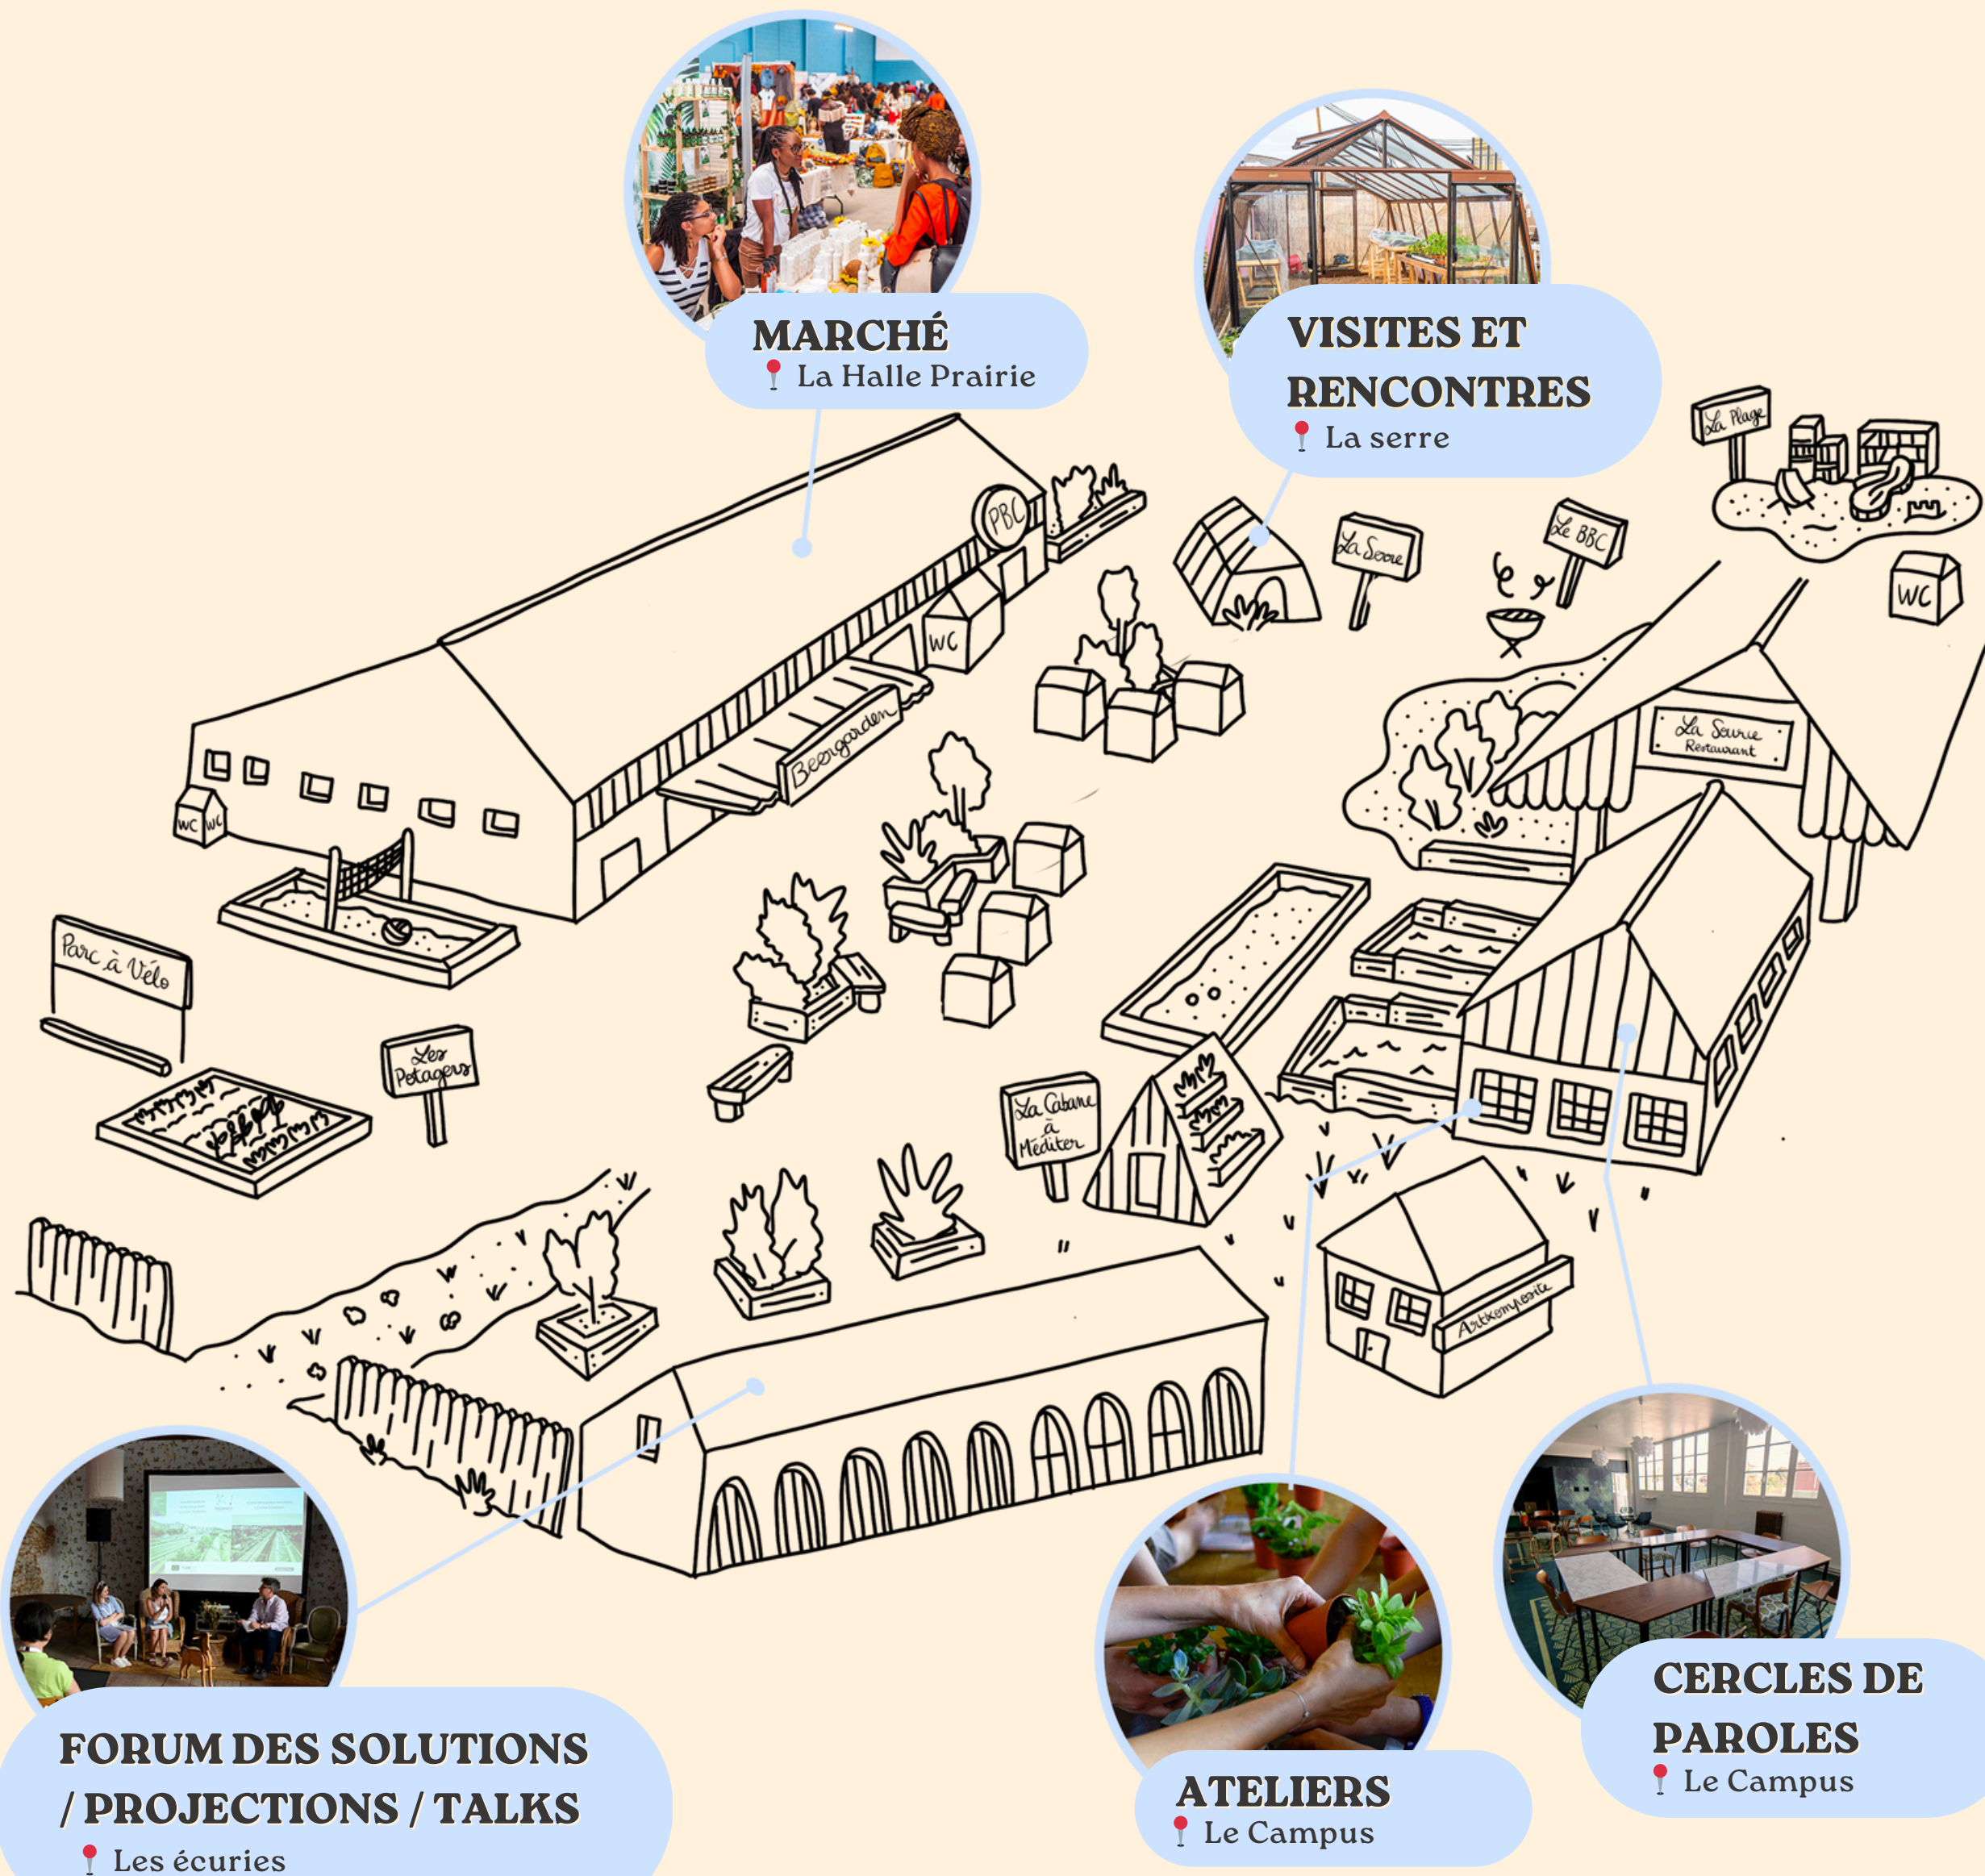 MARCHÉ
La Halle Prairie
VISITES ET
RENCONTRES
La serre
La Plage
PBC
La Serre
Le BBC
WC
WC
Beergarden
La Source
Restaurant
WC WC
Parc à Vélo
Les
Potagers
La Cabane
à
Méditer
Artkomposite
FORUM DES SOLUTIONS
/ PROJECTIONS / TALKS
Les écuries
ATELIERS
Le Campus
CERCLES DE
PAROLES
Le Campus